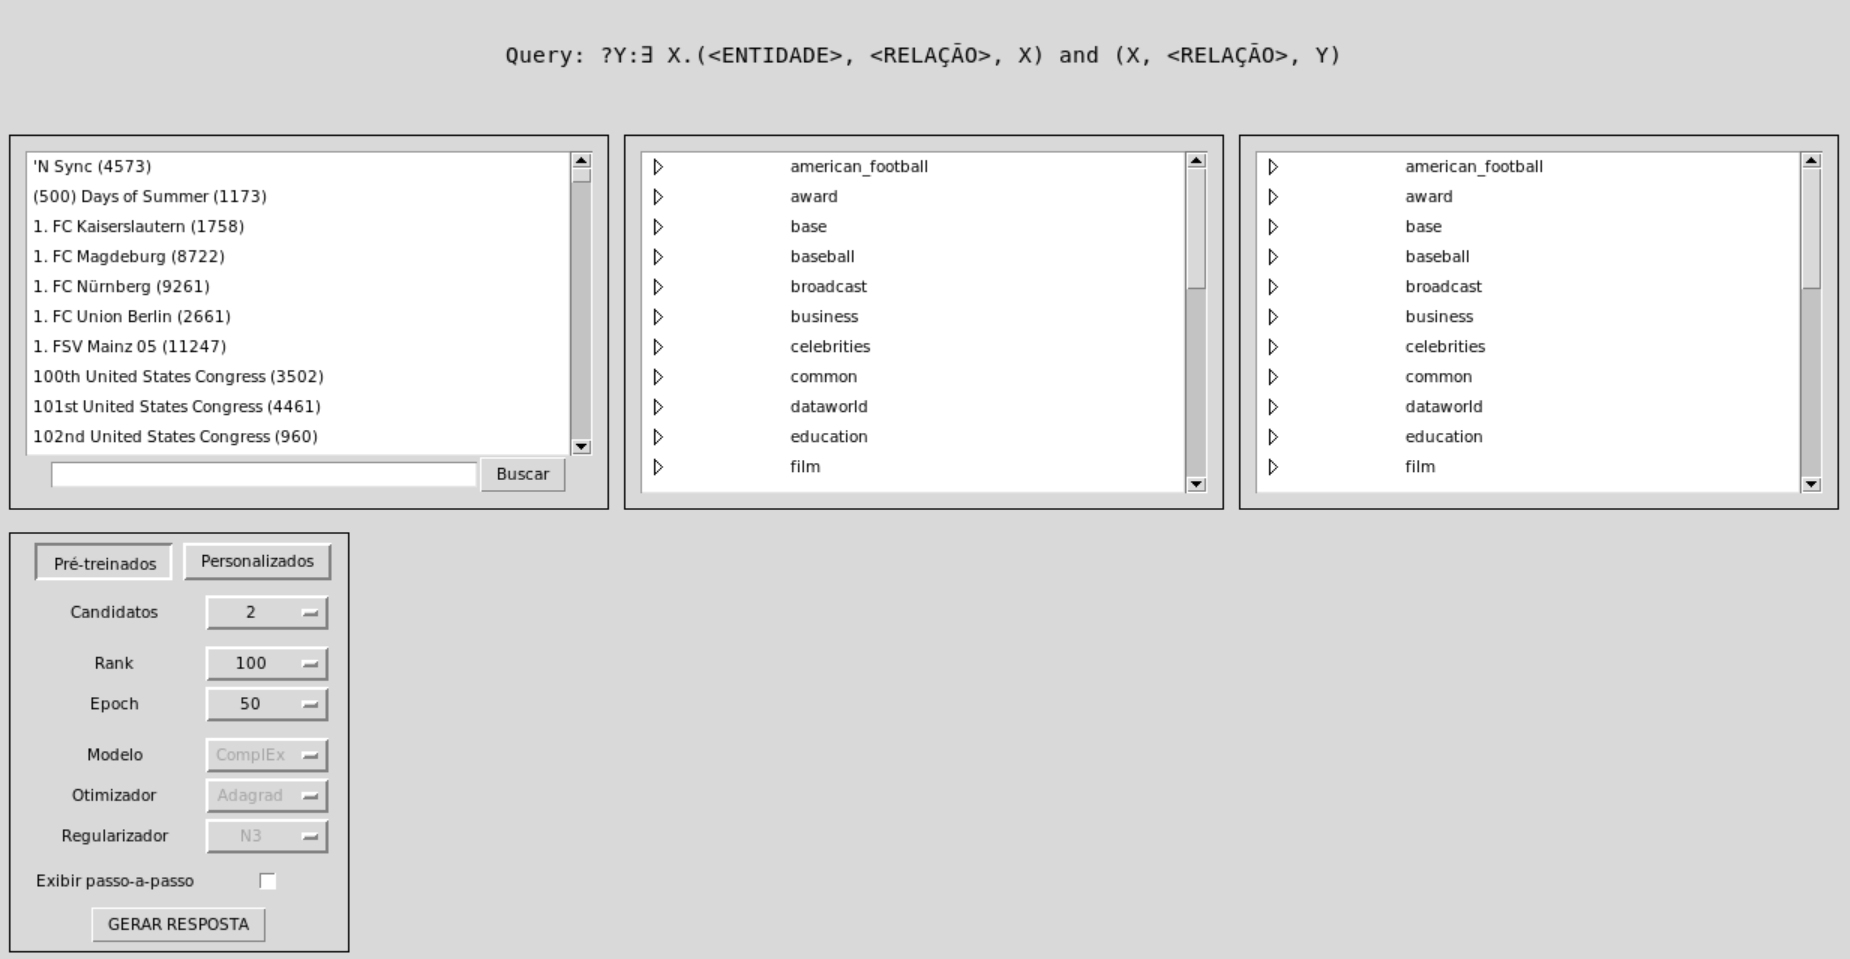 Query: ?Y:∃ X.(<ENTIDADE>, <RELAÇÃO>, X) and (X, <RELAÇÃO>, Y)
'N Sync (4573)
(500) Days of Summer (1173)
1. FC Kaiserslautern (1758)
1. FC Magdeburg (8722)
1. FC Nürnberg (9261)
1. FC Union Berlin (2661)
1. FSV Mainz 05 (11247)
100th United States Congress (3502)
101st United States Congress (4461)
102nd United States Congress (960)
Buscar
american_football
award
base
baseball
broadcast
business
celebrities
common
dataworld
education
film
american_football
award
base
baseball
broadcast
business
celebrities
common
dataworld
education
film
Pré-treinados Personalizados
Candidatos 2
Rank 100
Epoch 50
Modelo ComplEx
Otimizador Adagrad
Regularizador N3
Exibir passo-a-passo
GERAR RESPOSTA